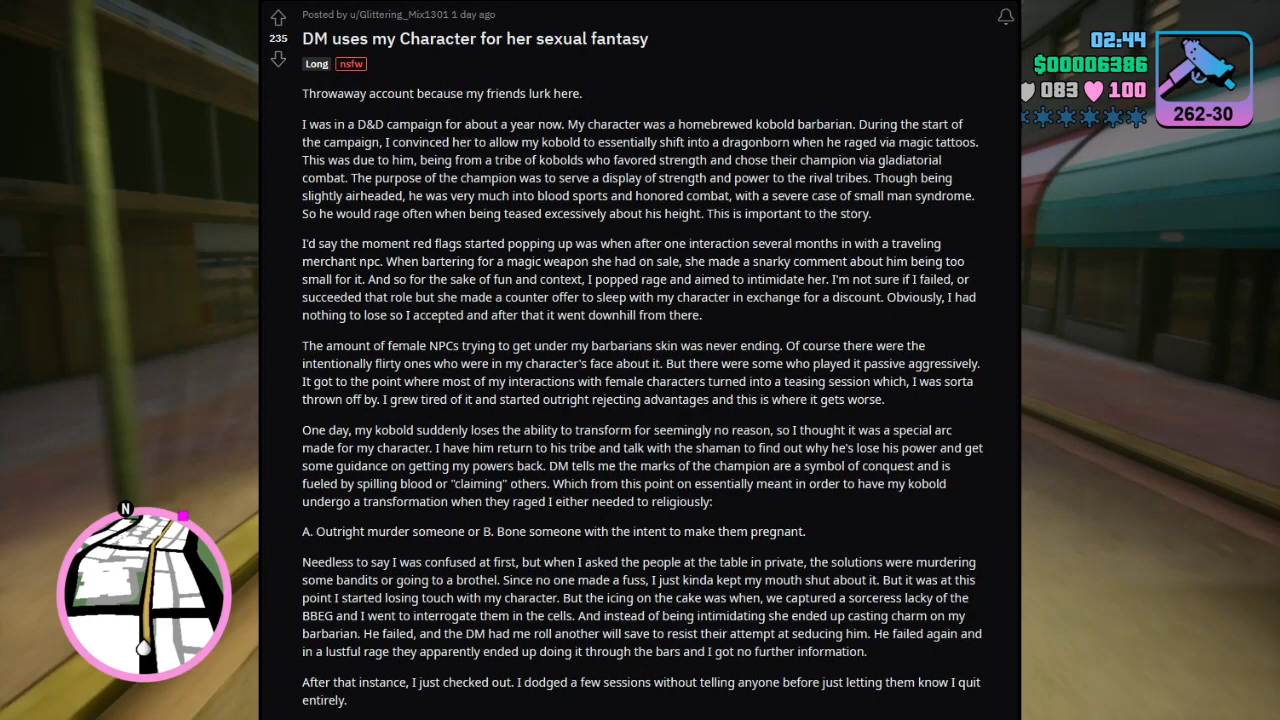 Posted by u/Glittering_Mix1301 1 day ago
235
DM uses my Character for her sexual fantasy
Long nsfw
Throwaway account because my friends lurk here.
I was in a D&D campaign for about a year now. My character was a homebrewed kobold barbarian. During the start of
the campaign, I convinced her to allow my kobold to essentially shift into a dragonborn when he raged via magic tattoos.
This was due to him, being from a tribe of kobolds who favored strength and chose their champion via gladiatorial
combat. The purpose of the champion was to serve a display of strength and power to the rival tribes. Though being
slightly airheaded, he was very much into blood sports and honored combat, with a severe case of small man syndrome.
So he would rage often when being teased excessively about his height. This is important to the story.
I'd say the moment red flags started popping up was when after one interaction several months in with a traveling
merchant npc. When bartering for a magic weapon she had on sale, she made a snarky comment about him being too
small for it. And so for the sake of fun and context, I popped rage and aimed to intimidate her. I'm not sure if I failed, or
succeeded that role but she made a counter offer to sleep with my character in exchange for a discount. Obviously, I had
nothing to lose so I accepted and after that it went downhill from there.
The amount of female NPCs trying to get under my barbarians skin was never ending. Of course there were the
intentionally flirty ones who were in my character's face about it. But there were some who played it passive aggressively.
It got to the point where most of my interactions with female characters turned into a teasing session which, I was sorta
thrown off by. I grew tired of it and started outright rejecting advances and this is where it gets worse.
One day, my kobold suddenly loses the ability to transform for seemingly no reason, so I thought it was a special arc
made for my character. I have him return to his tribe and talk with the shaman to find out why he's lose his power and get
some guidance on getting my powers back. DM tells me the marks of the champion are a symbol of conquest and is
fueled by spilling blood or "claiming" others. Which from this point on essentially meant in order to have my kobold
undergo a transformation when they raged I either needed to religiously:
A. Outright murder someone or B. Bone someone with the intent to make them pregnant.
Needless to say I was confused at first, but when I asked the people at the table in private, the solutions were murdering
some bandits or going to a brothel. Since no one made a fuss, I just kinda kept my mouth shut about it. But it was at this
point I started losing touch with my character. But the icing on the cake was when, we captured a sorceress lacky of the
BBEG and I went to interrogate them in the cells. And instead of being intimidating she ended up casting charm on my
barbarian. He failed, and the DM had me roll another will save to resist their attempt at seducing him. He failed again and
in a lustful rage they apparently ended up doing it through the bars and I got no further information.
After that instance, I just checked out. I dodged a few sessions without telling anyone before just letting them know I quit
entirely.
02:44
$00006386
083 100
262-30
N